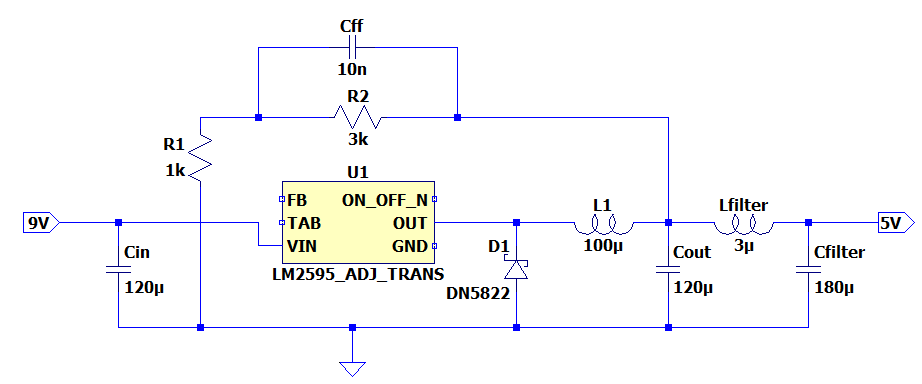 Cff
10n
R2
3k
R1
1k
U1
FB
ON_OFF_N
TAB
OUT
VIN
GND
LM2595_ADJ_TRANS
9V
Cin
120µ
D1
DN5822
L1
100µ
Lfilter
3µ
Cout
120µ
Cfilter
180µ
5V